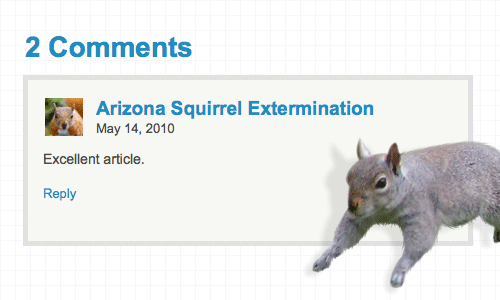 2 Comments
Arizona Squirrel Extermination
May 14, 2010
Excellent article.
Reply